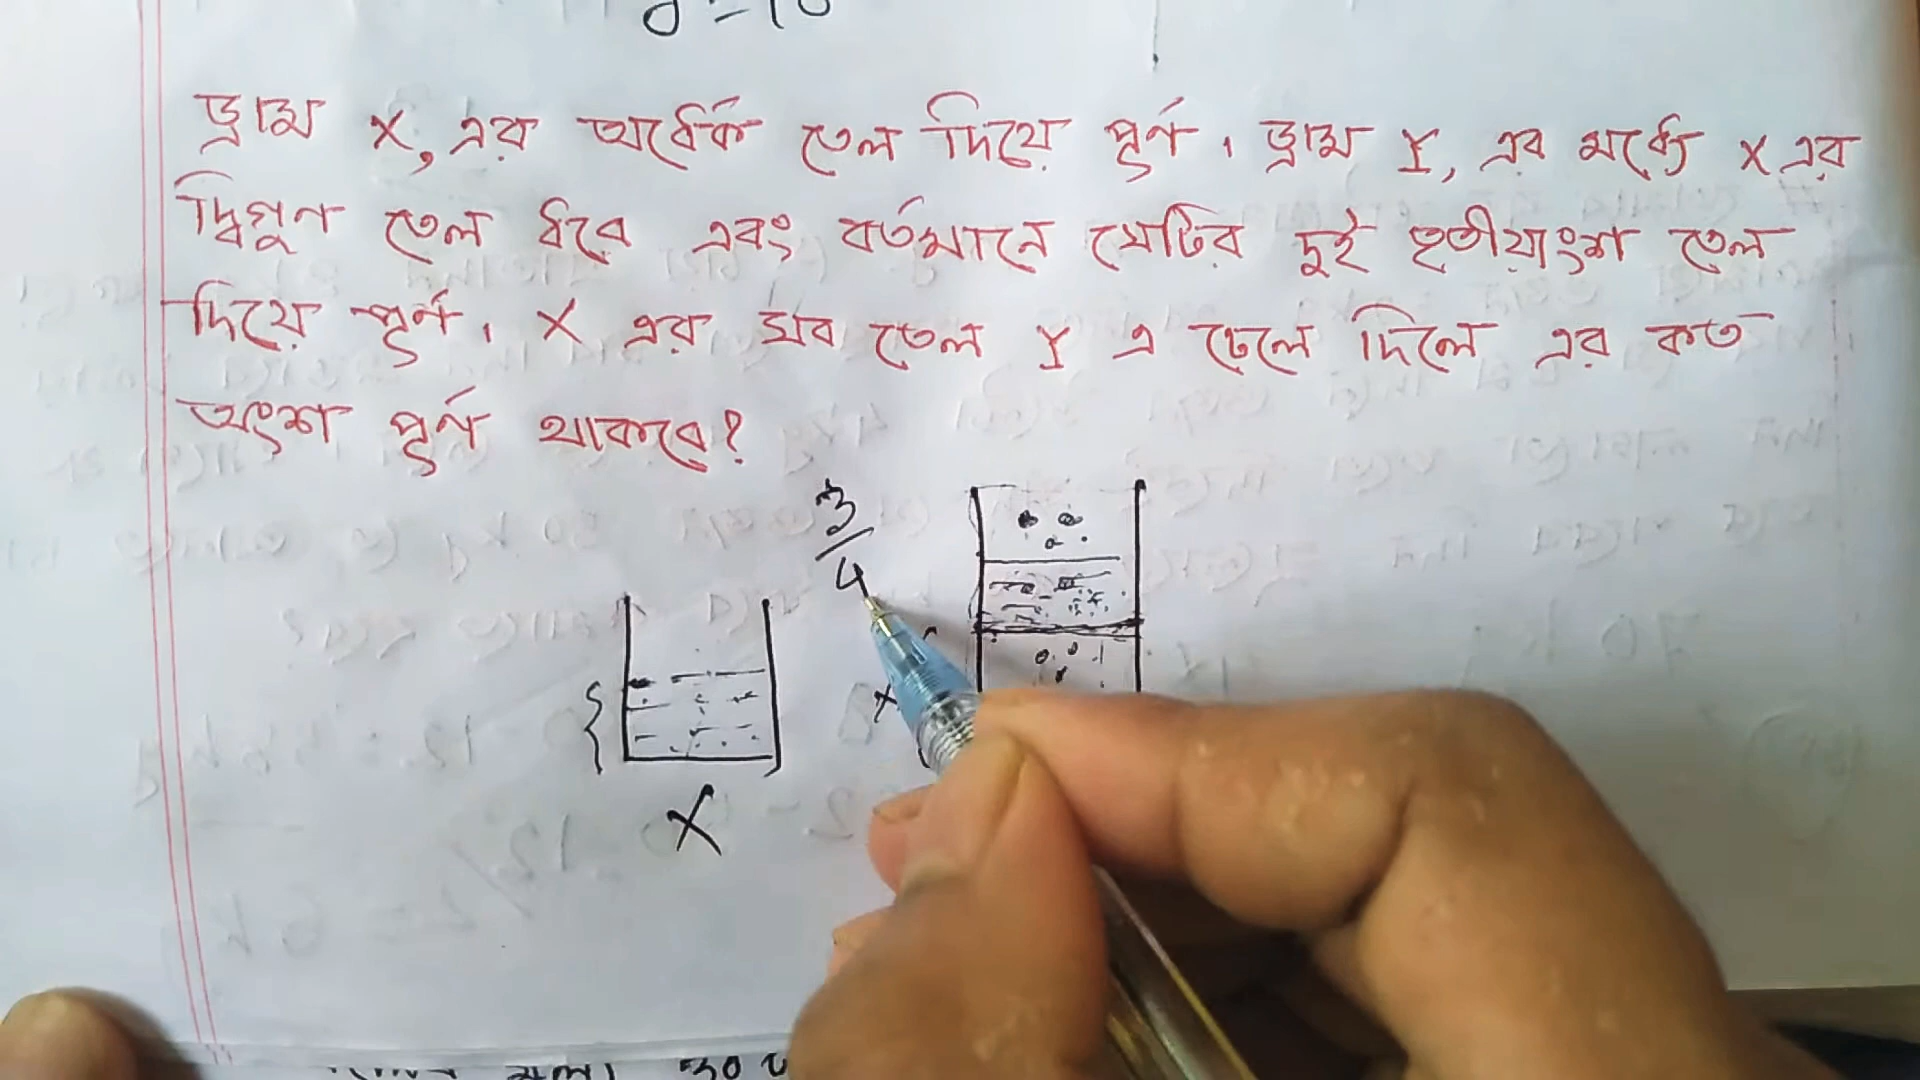 ড্রাম X, এর অর্ধেক তেল দিয়ে পূর্ণ। ড্রাম Y, এর মধ্যে X এর
দ্বিগুণ তেল ধরে এবং বর্তমানে সেটির দুই তৃতীয়াংশ তেল
দিয়ে পূর্ণ। X এর সব তেল Y এ ঢেলে দিলে এর কত
অংশ পূর্ণ থাকবে?
3
4
X
X